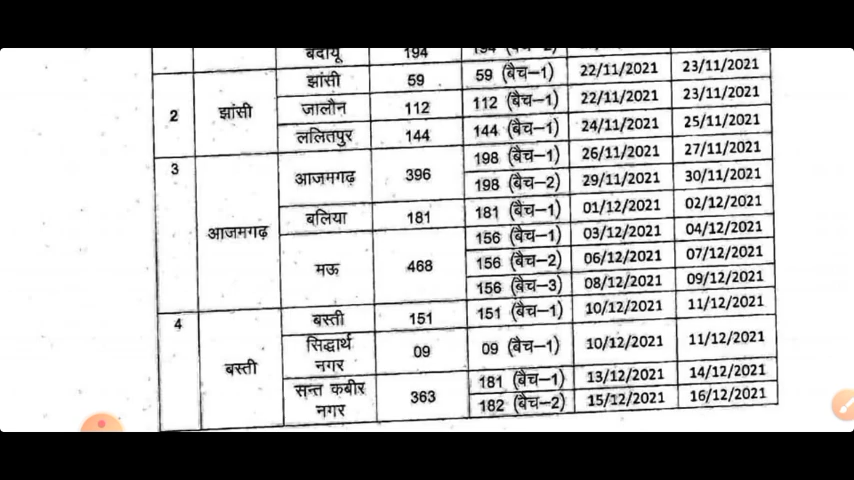 बदायूं 194
झांसी 59 59 (बैच-1) 22/11/2021 23/11/2021
2 झांसी जालौन 112 112 (बैच-1) 22/11/2021 23/11/2021
ललितपुर 144 144 (बैच-1) 24/11/2021 25/11/2021
3 आजमगढ़ आजमगढ़ 396 198 (बैच-1) 26/11/2021 27/11/2021
198 (बैच-2) 29/11/2021 30/11/2021
बलिया 181 181 (बैच-1) 01/12/2021 02/12/2021
मऊ 468 156 (बैच-1) 03/12/2021 04/12/2021
156 (बैच-2) 06/12/2021 07/12/2021
156 (बैच-3) 08/12/2021 09/12/2021
4 बस्ती बस्ती 151 151 (बैच-1) 10/12/2021 11/12/2021
सिद्धार्थ
नगर 09 09 (बैच-1) 10/12/2021 11/12/2021
सन्त कबीर
नगर 363 181 (बैच-1) 13/12/2021 14/12/2021
182 (बैच-2) 15/12/2021 16/12/2021